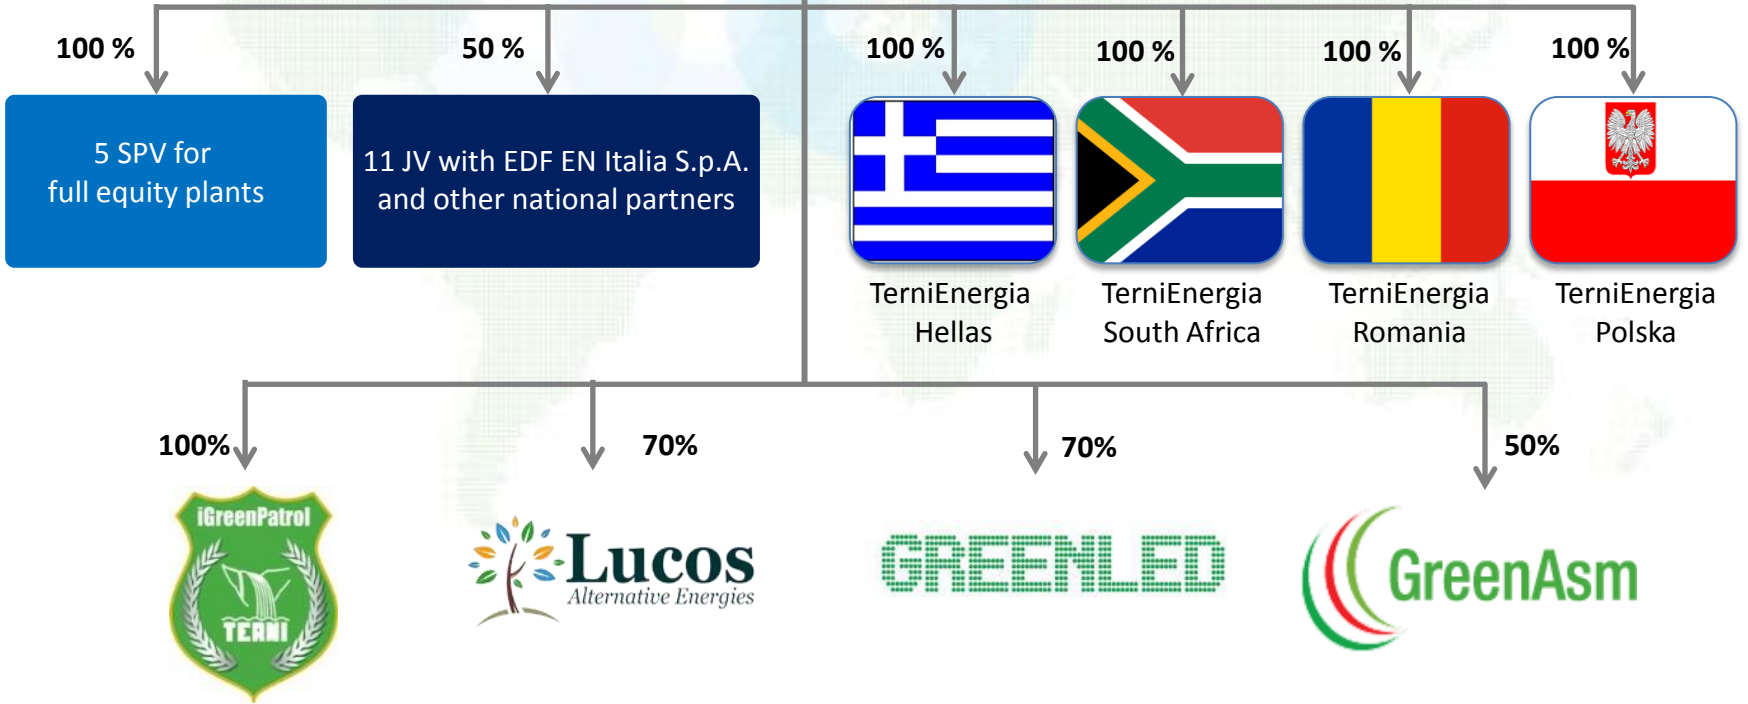 100 %
50 %
100 %
100 %
100 %
100 %
5 SPV for
full equity plants
11 JV with EDF EN Italia S.p.A.
and other national partners
TerniEnergia
Hellas
TerniEnergia
South Africa
TerniEnergia
Romania
TerniEnergia
Polska
100%
70%
70%
50%
iGreenPatrol
TERNI
Lucos
Alternative Energies
GREENLED
GreenAsm